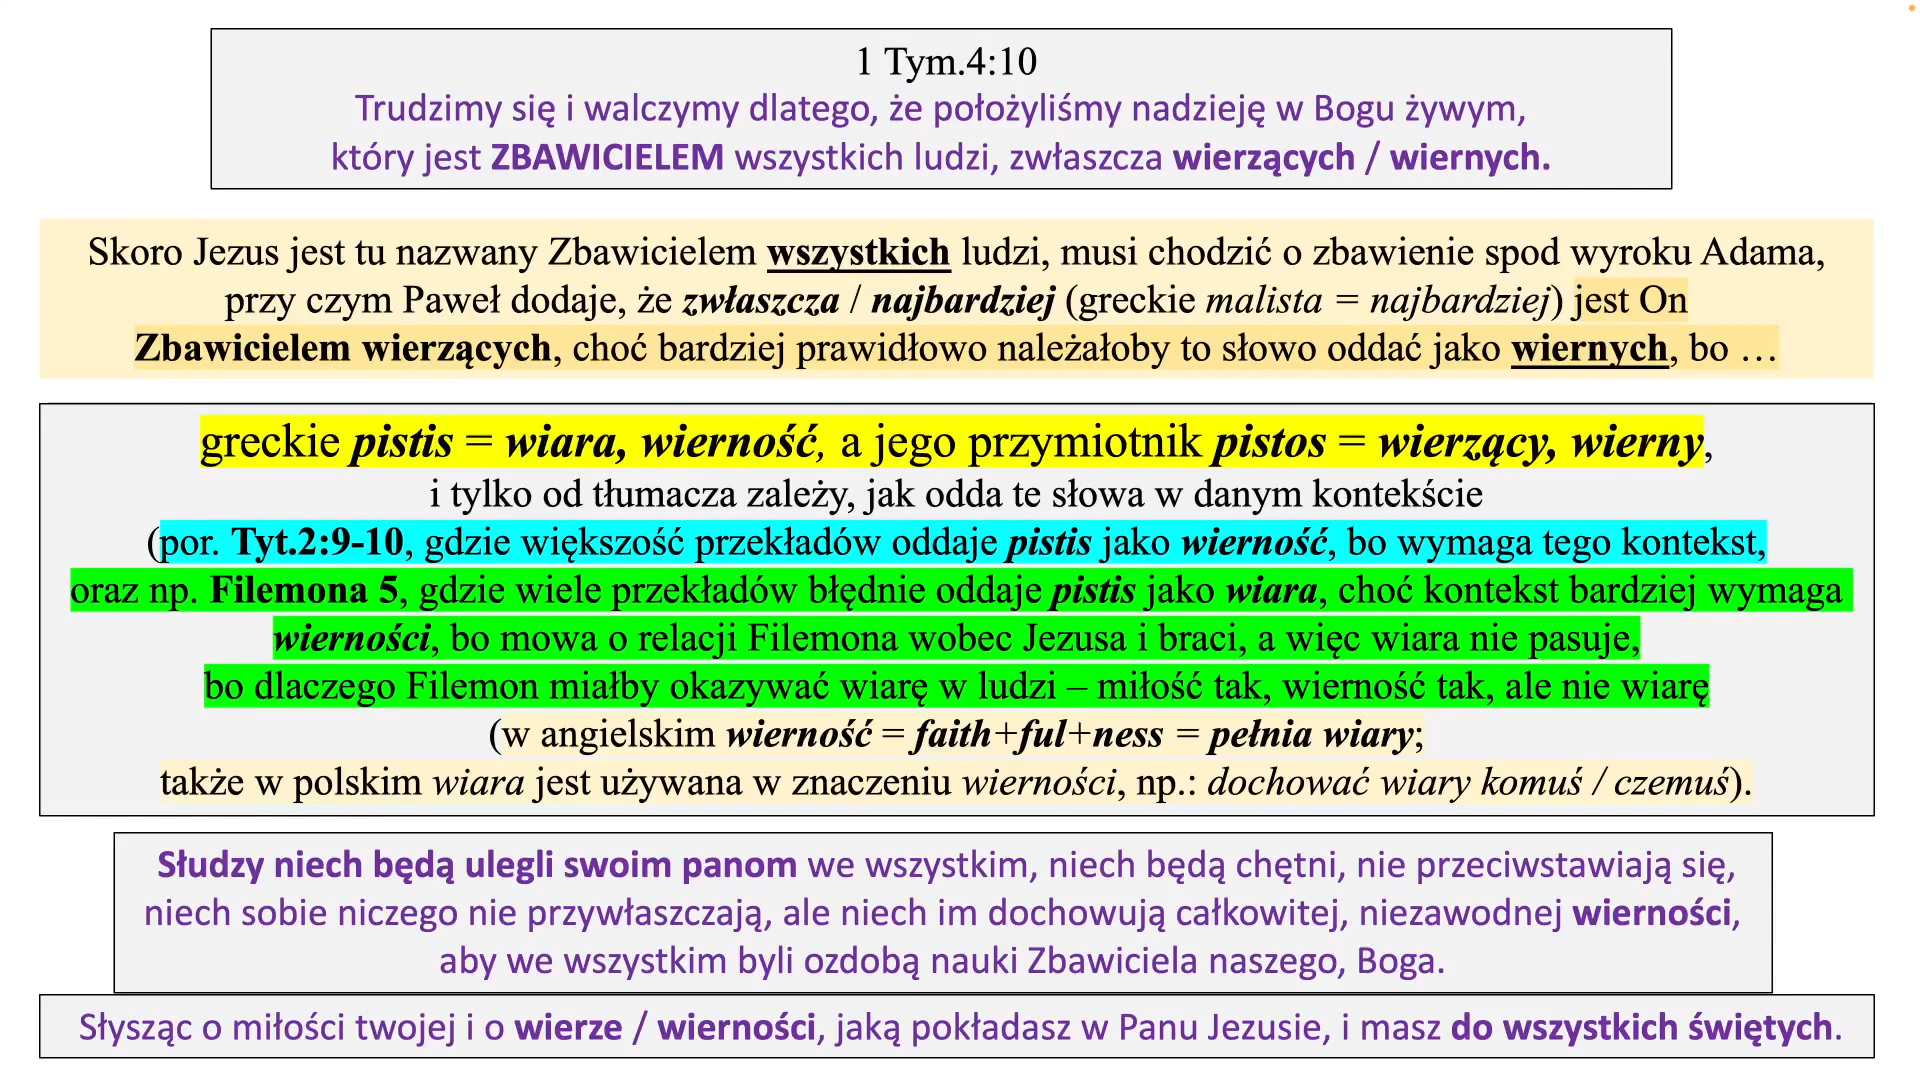 1 Tym.4:10
Trudzimy się i walczymy dlatego, że położyliśmy nadzieję w Bogu żywym,
który jest ZBAWICIELEM wszystkich ludzi, zwłaszcza wierzących / wiernych.
Skoro Jezus jest tu nazwany Zbawicielem wszystkich ludzi, musi chodzić o zbawienie spod wyroku Adama,
przy czym Paweł dodaje, że zwłaszcza / najbardziej (greckie malista = najbardziej) jest On
Zbawicielem wierzących, choć bardziej prawidłowo należałoby to słowo oddać jako wiernych, bo …
greckie pistis = wiara, wierność, a jego przymiotnik pistos = wierzący, wierny,
i tylko od tłumacza zależy, jak odda te słowa w danym kontekście
(por. Tyt.2:9-10, gdzie większość przekładów oddaje pistis jako wierność, bo wymaga tego kontekst,
oraz np. Filemona 5, gdzie wiele przekładów błędnie oddaje pistis jako wiara, choć kontekst bardziej wymaga
wierności, bo mowa o relacji Filemona wobec Jezusa i braci, a więc wiara nie pasuje,
bo dlaczego Filemon miałby okazywać wiarę w ludzi – miłość tak, wierność tak, ale nie wiarę
(w angielskim wierność = faith+ful+ness = pełnia wiary;
także w polskim wiara jest używana w znaczeniu wierności, np.: dochować wiary komuś / czemuś).
Słudzy niech będą ulegli swoim panom we wszystkim, niech będą chętni, nie przeciwstawiają się,
niech sobie niczego nie przywłaszczają, ale niech im dochowują całkowitej, niezawodnej wierności,
aby we wszystkim byli ozdobą nauki Zbawiciela naszego, Boga.
Słysząc o miłości twojej i o wierze / wierności, jaką pokładasz w Panu Jezusie, i masz do wszystkich świętych.